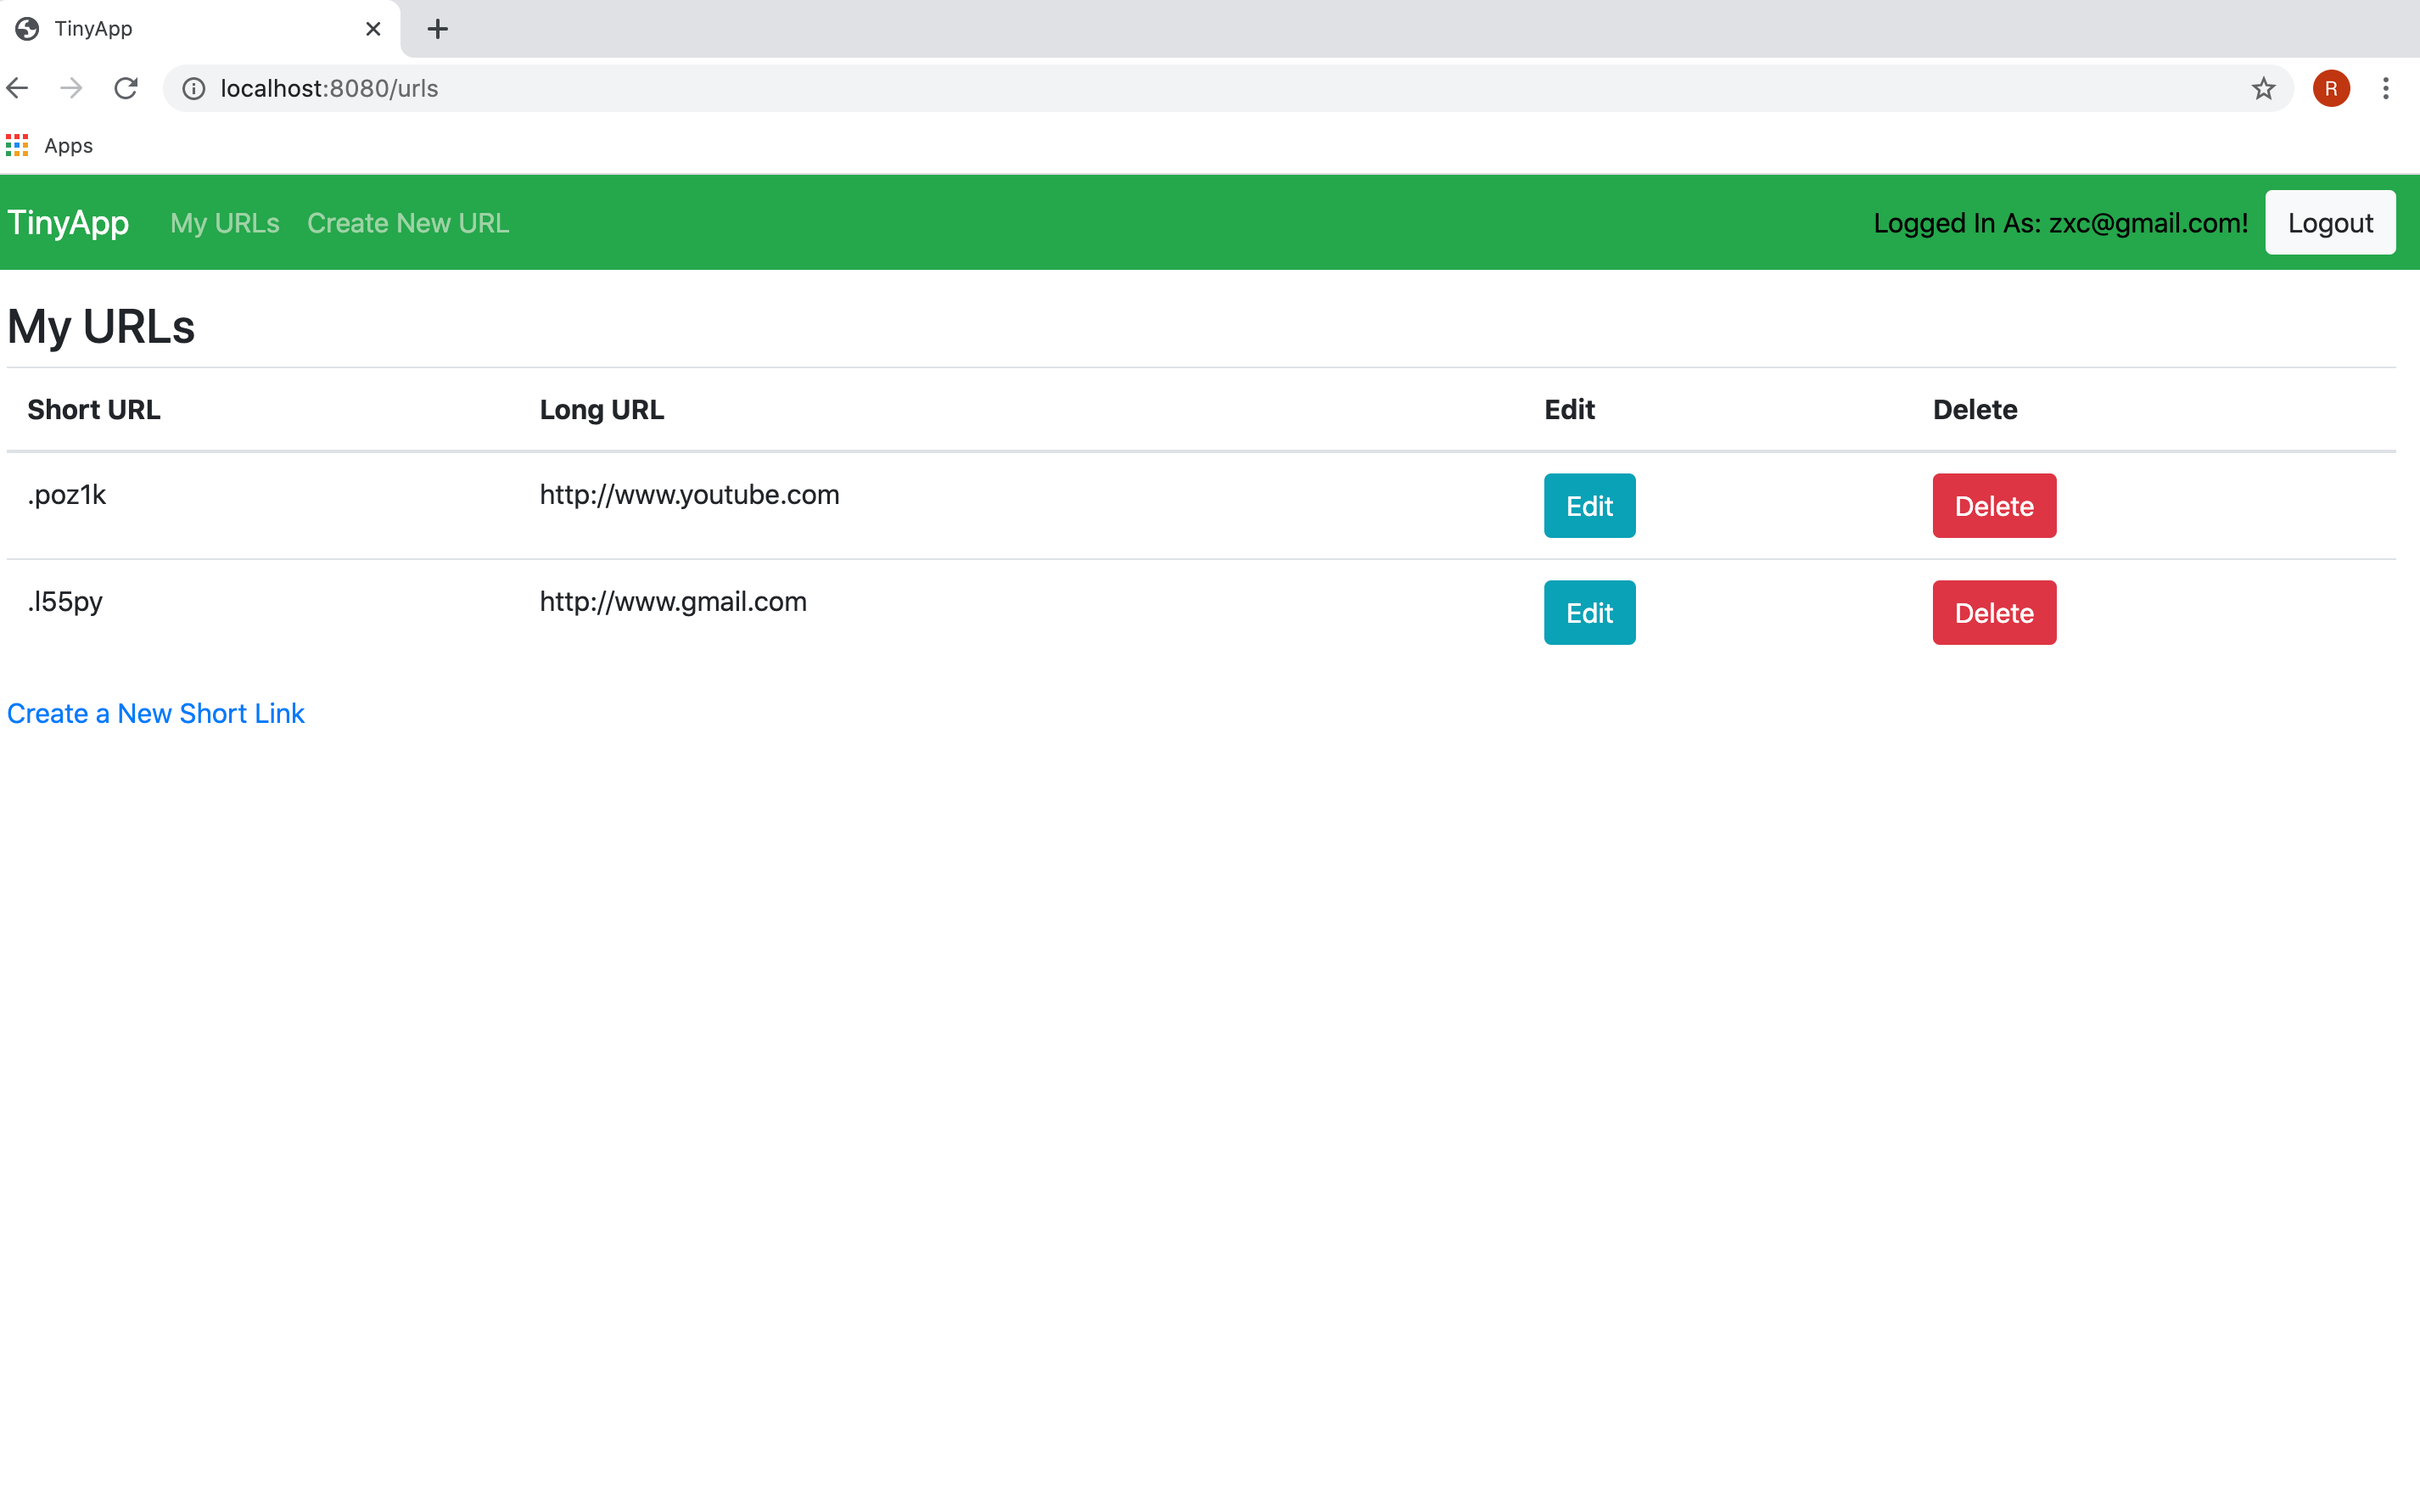 TinyApp
localhost:8080/urls
R
Apps
TinyApp My URLs Create New URL Logged In As: zxc@gmail.com! Logout
My URLs
Short URL Long URL Edit Delete
.poz1k http://www.youtube.com Edit Delete
.l55py http://www.gmail.com Edit Delete
Create a New Short Link